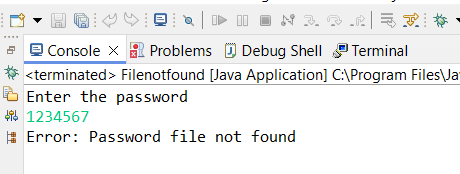 Console
Problems
Debug Shell
Terminal
<terminated> Filenotfound [Java Application] C:\Program Files\Ja
Enter the password
1234567
Error: Password file not found